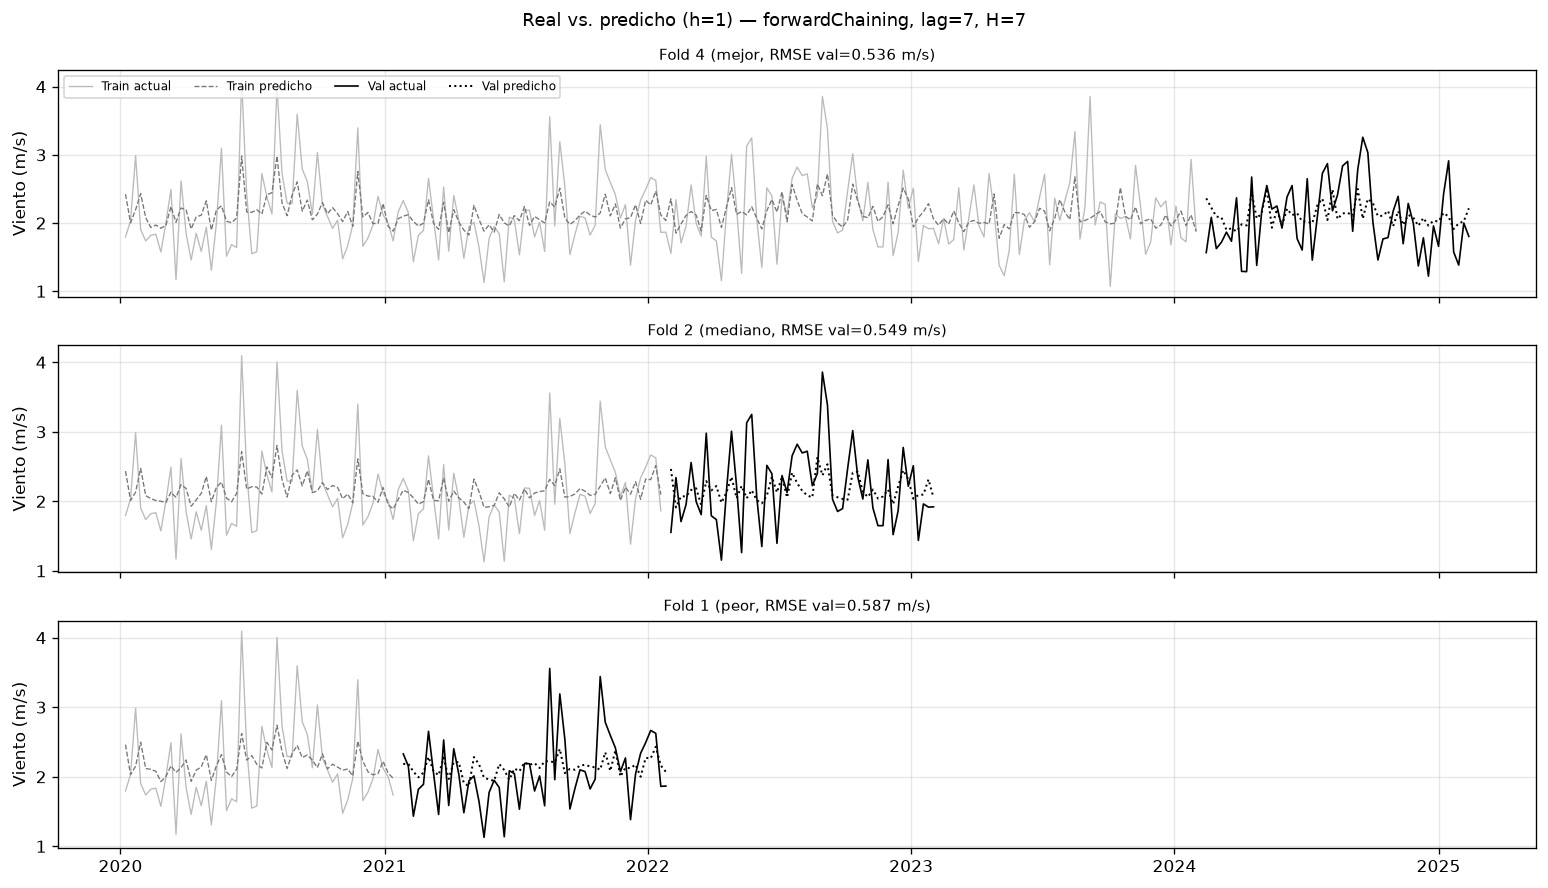 Real vs. predicho (h=1) — forwardChaining, lag=7, H=7
Fold 4 (mejor, RMSE val=0.536 m/s)
Train actual Train predicho Val actual Val predicho
Viento (m/s)
4
3
2
1
Fold 2 (mediano, RMSE val=0.549 m/s)
Viento (m/s)
4
3
2
1
Fold 1 (peor, RMSE val=0.587 m/s)
Viento (m/s)
4
3
2
1
2020 2021 2022 2023 2024 2025